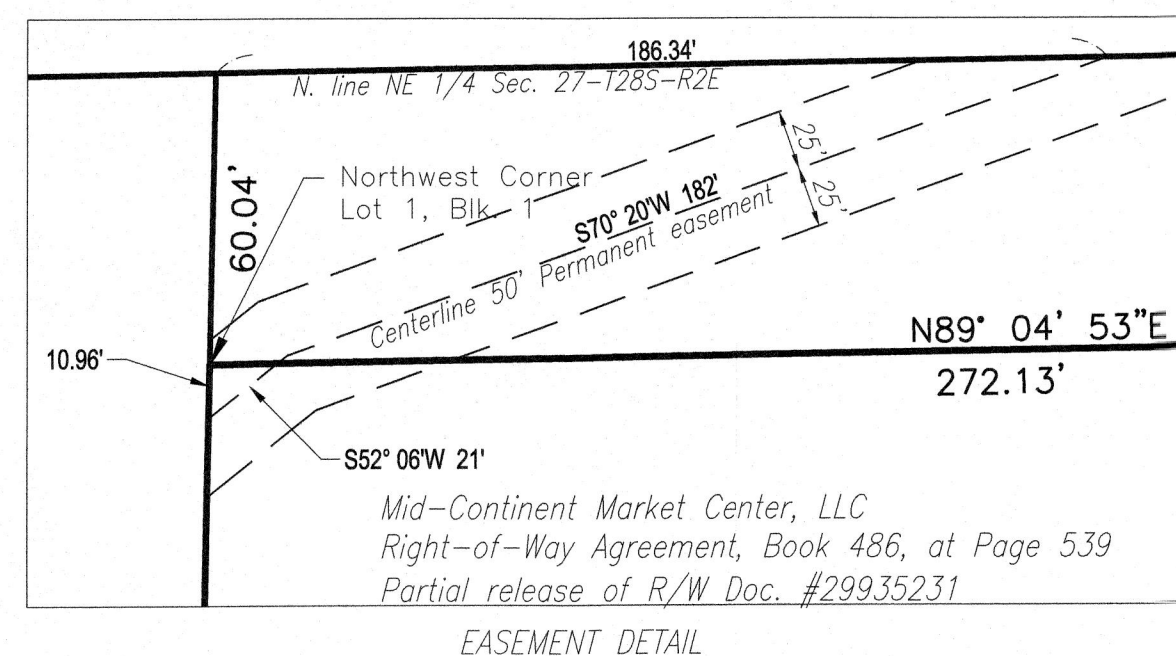 186.34'
N. line NE 1/4 Sec. 27-T28S-R2E
25'
25'
60.04'
Northwest Corner
Lot 1, Blk. 1
S70° 20'W 182'
Centerline 50' Permanent easement
N89° 04' 53"E
272.13'
10.96'
S52° 06'W 21'
Mid-Continent Market Center, LLC
Right-of-Way Agreement, Book 486, at Page 539
Partial release of R/W Doc. #29935231
EASEMENT DETAIL